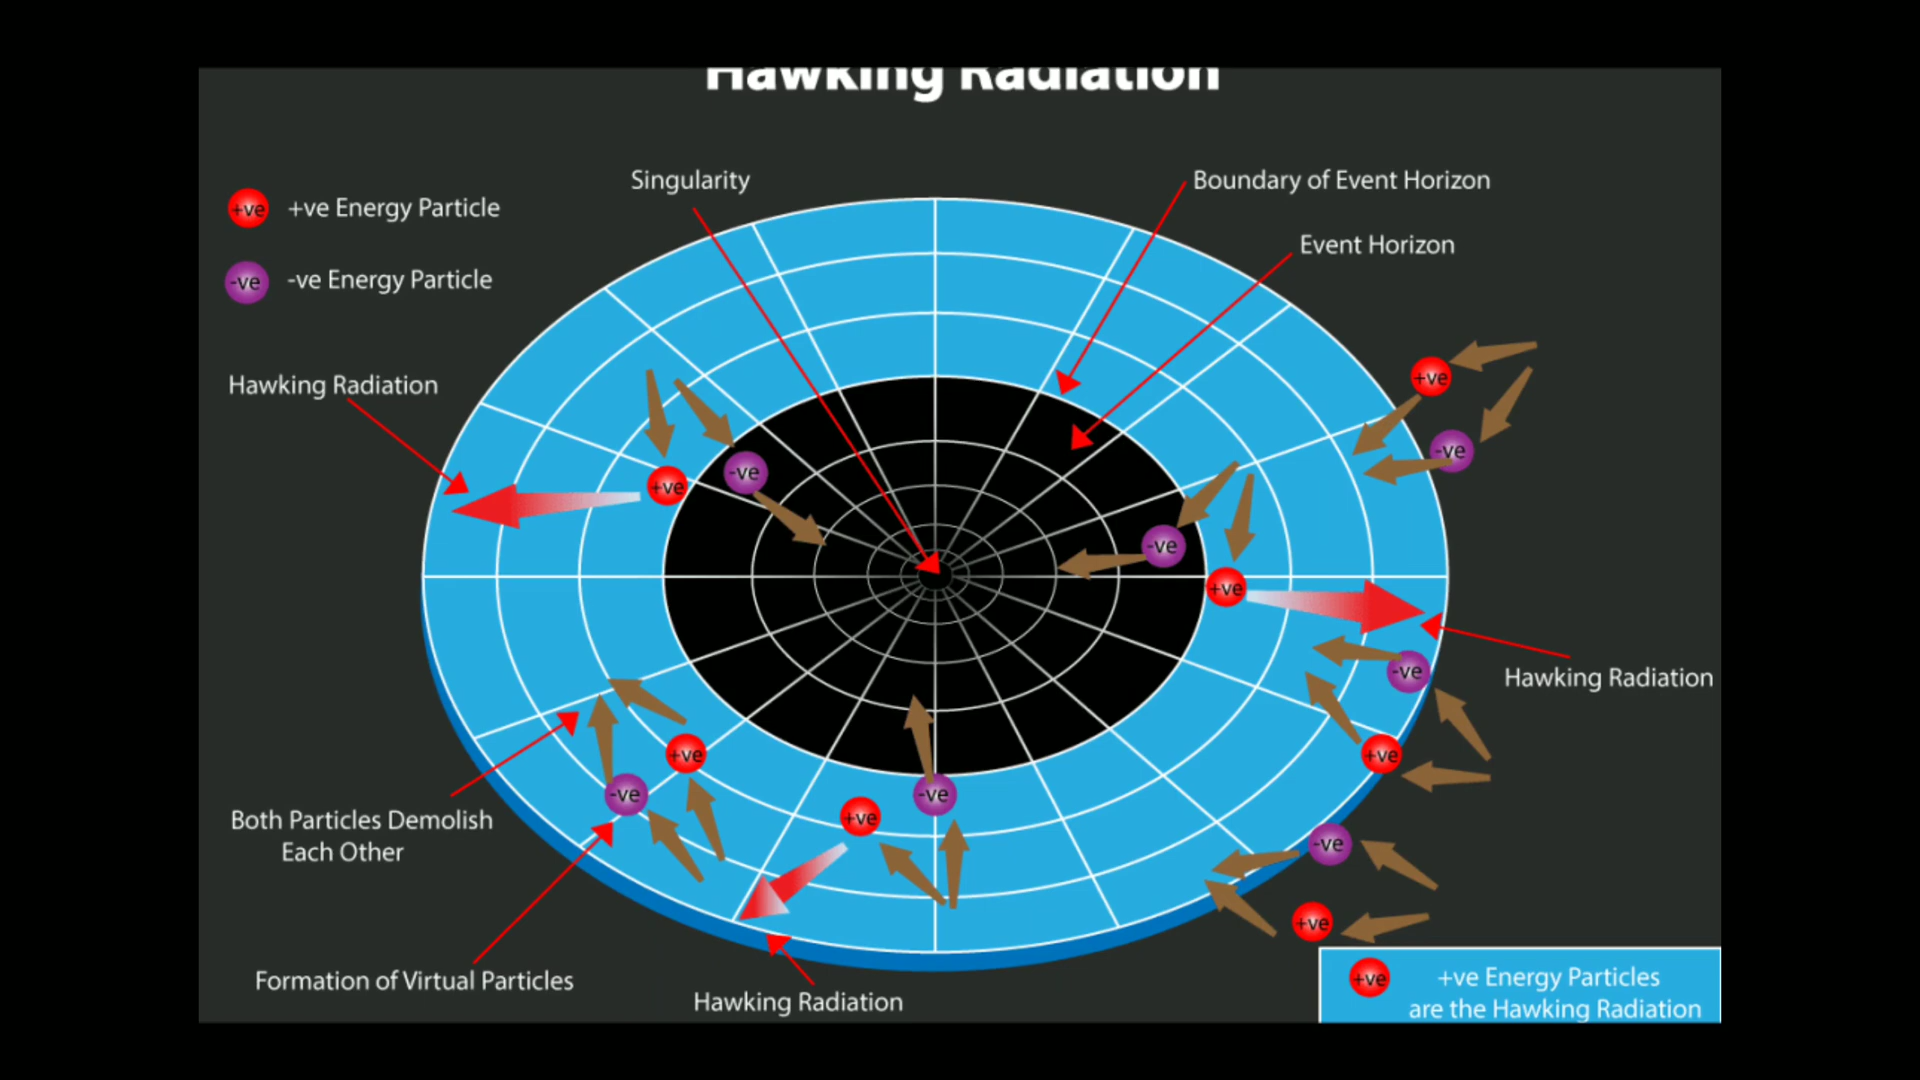 Hawking Radiation
Singularity
Boundary of Event Horizon
+ve +ve Energy Particle
Event Horizon
-ve -ve Energy Particle
Hawking Radiation
+ve
-ve
-ve
+ve
-ve
+ve
Hawking Radiation
-ve
+ve
+ve
-ve
-ve
+ve
Both Particles Demolish
Each Other
-ve
+ve
Formation of Virtual Particles
Hawking Radiation
+ve +ve Energy Particles
are the Hawking Radiation